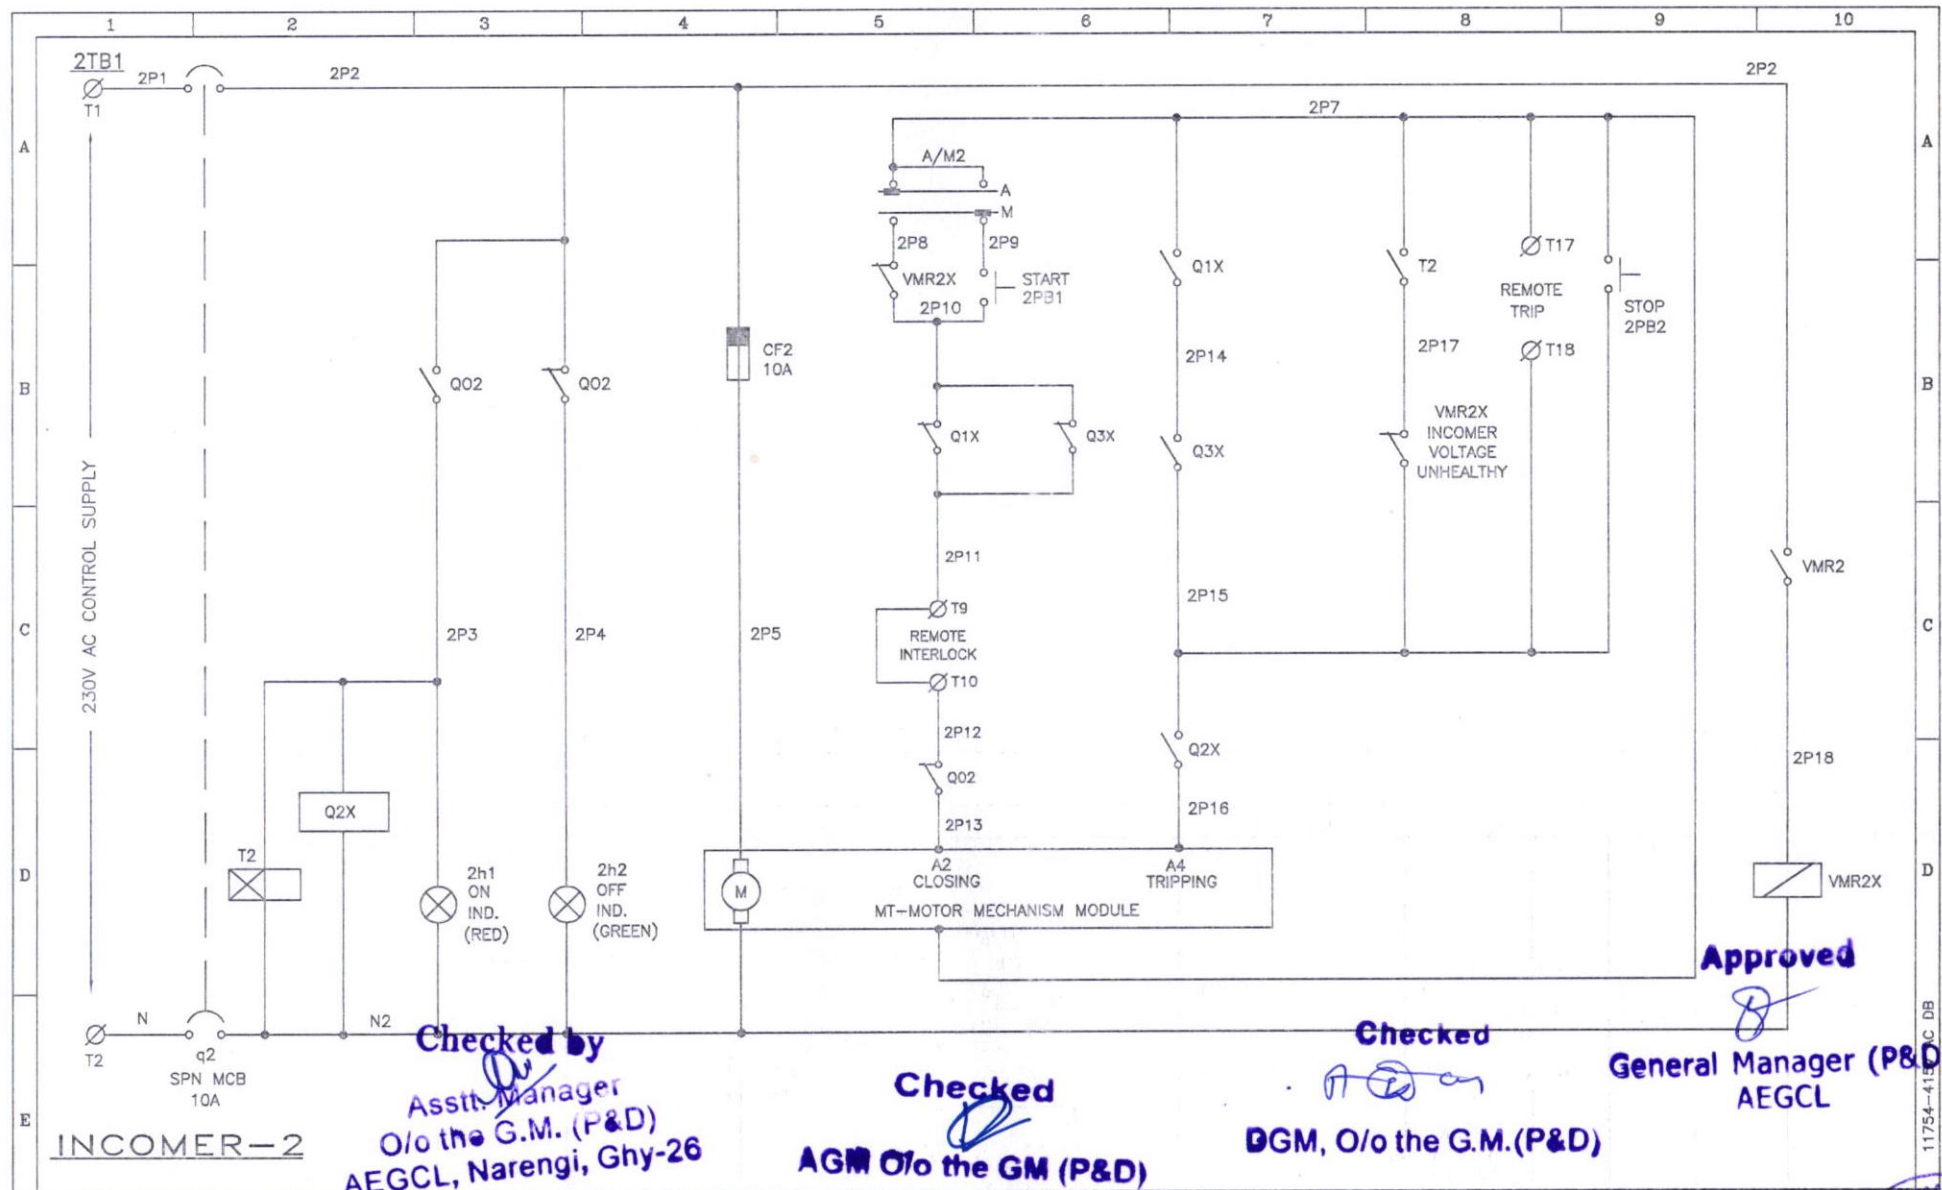 1 2 3 4 5 6 7 8 9 10
2TB1
2P1
2P2
2P2
T1
2P7
A
A
A/M2
A
M
2P8
2P9
VMR2X
START
2PB1
2P10
Q1X
T2
T17
REMOTE
TRIP
T18
STOP
2PB2
2P14
2P17
B
B
Q02
Q02
CF2
10A
Q1X
Q3X
Q3X
VMR2X
INCOMER
VOLTAGE
UNHEALTHY
230V AC CONTROL SUPPLY
2P11
VMR2
C
C
2P3
2P4
2P5
T9
REMOTE
INTERLOCK
T10
2P15
2P12
Q2X
Q02
2P18
Q2X
2P13
2P16
T2
D
D
2h1
ON
IND.
(RED)
2h2
OFF
IND.
(GREEN)
M
A2
CLOSING
A4
TRIPPING
MT-MOTOR MECHANISM MODULE
VMR2X
Approved
General Manager (P&D
AEGCL
N
N2
T2
q2
SPN MCB
10A
Checked by
Asstt. Manager
O/o the G.M. (P&D)
AEGCL, Narengi, Ghy-26
Checked
AGM O/o the GM (P&D)
Checked
DGM, O/o the G.M.(P&D)
E
INCOMER-2
DB